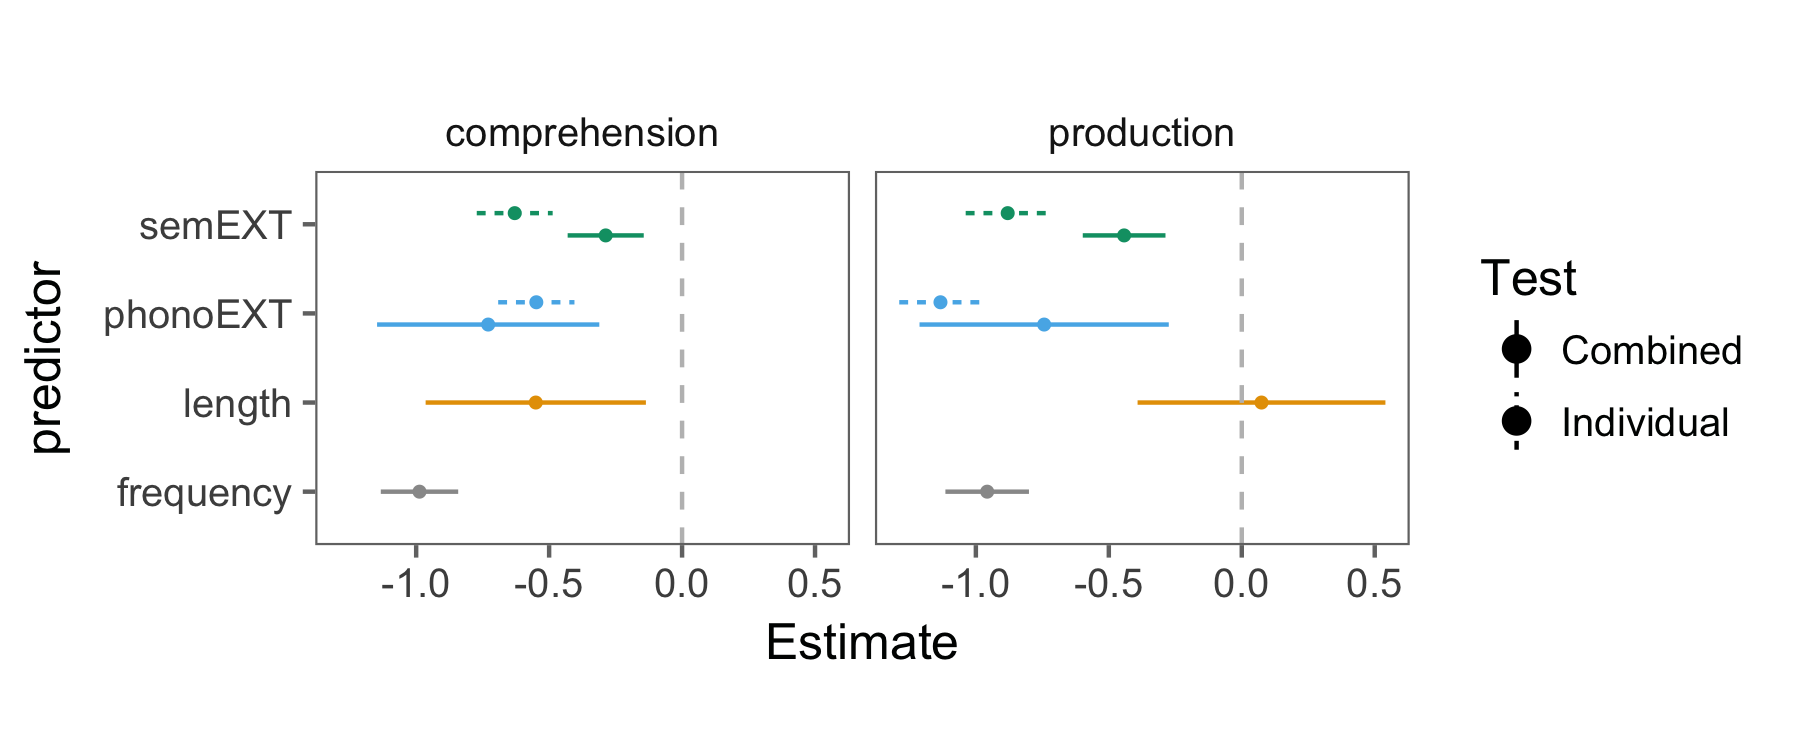 comprehension production
semEXT
phonoEXT
length
frequency
predictor
-1.0 -0.5 0.0 0.5 -1.0 -0.5 0.0 0.5
Estimate
Test
Combined
Individual